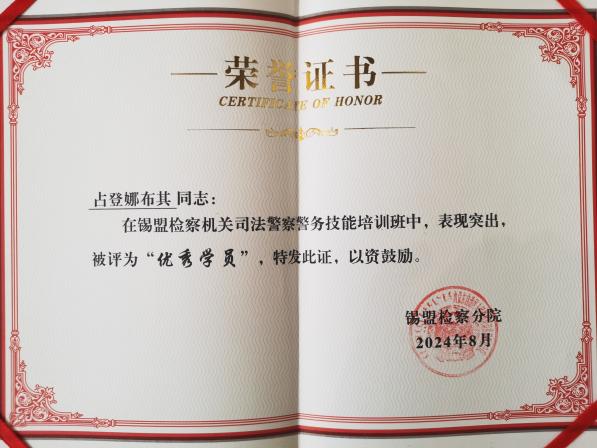 荣誉证书
CERTIFICATE OF HONOR
占登娜布其同志：
在锡盟检察机关司法警察警务技能培训班中，表现突出，
被评为“优秀学员”，特发此证，以资鼓励。
锡盟检察分院
2024年8月